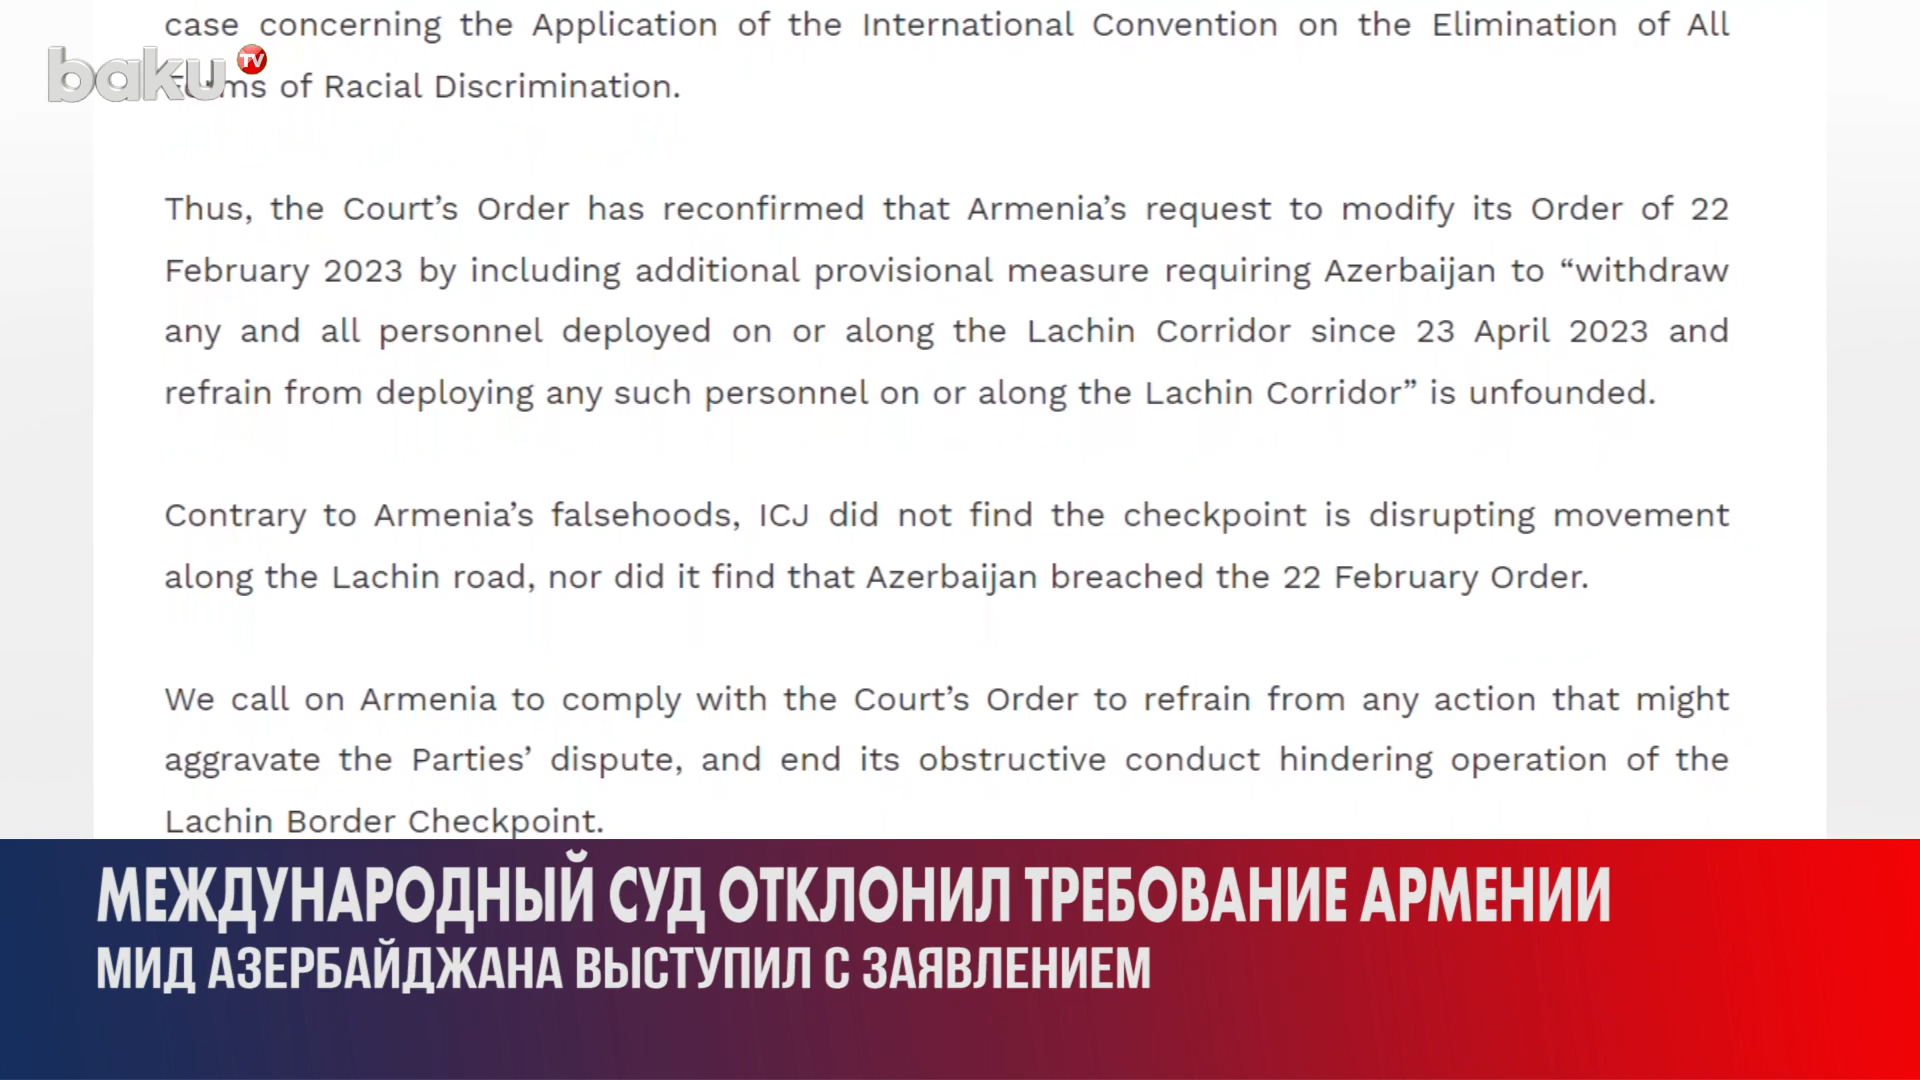 case concerning the Application of the International Convention on the Elimination of All
baku TV
Forms of Racial Discrimination.
Thus, the Court’s Order has reconfirmed that Armenia’s request to modify its Order of 22
February 2023 by including additional provisional measure requiring Azerbaijan to “withdraw
any and all personnel deployed on or along the Lachin Corridor since 23 April 2023 and
refrain from deploying any such personnel on or along the Lachin Corridor” is unfounded.
Contrary to Armenia’s falsehoods, ICJ did not find the checkpoint is disrupting movement
along the Lachin road, nor did it find that Azerbaijan breached the 22 February Order.
We call on Armenia to comply with the Court’s Order to refrain from any action that might
aggravate the Parties’ dispute, and end its obstructive conduct hindering operation of the
Lachin Border Checkpoint.
МЕЖДУНАРОДНЫЙ СУД ОТКЛОНИЛ ТРЕБОВАНИЕ АРМЕНИИ
МИД АЗЕРБАЙДЖАНА ВЫСТУПИЛ С ЗАЯВЛЕНИЕМ